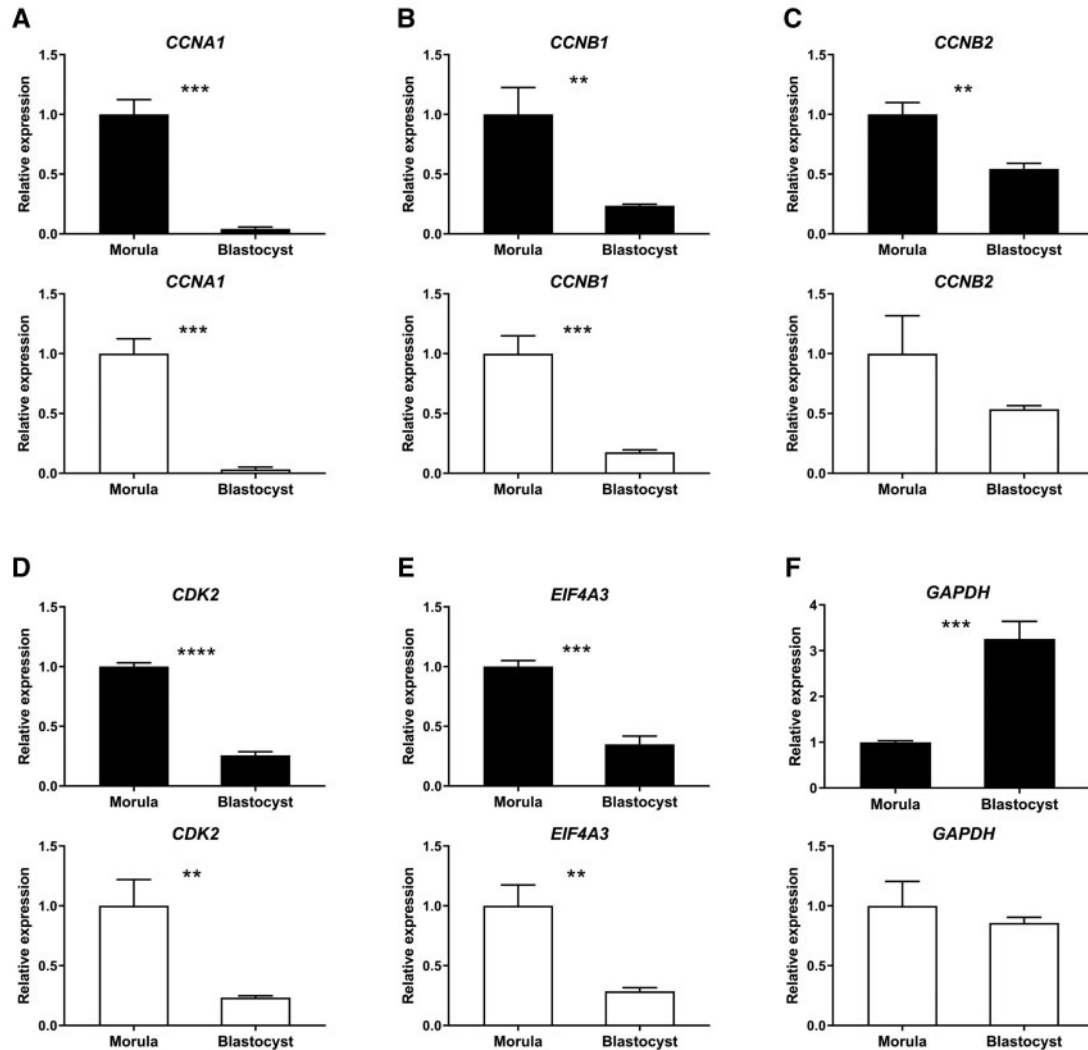 A
CCNA1
Relative expression
1.5
1.0
0.5
0.0
***
Morula Blastocyst
CCNA1
Relative expression
1.5
1.0
0.5
0.0
***
Morula Blastocyst
B
CCNB1
Relative expression
1.5
1.0
0.5
0.0
**
Morula Blastocyst
CCNB1
Relative expression
1.5
1.0
0.5
0.0
***
Morula Blastocyst
C
CCNB2
Relative expression
1.5
1.0
0.5
0.0
**
Morula Blastocyst
CCNB2
Relative expression
1.5
1.0
0.5
0.0
Morula Blastocyst
D
CDK2
Relative expression
1.5
1.0
0.5
0.0
****
Morula Blastocyst
CDK2
Relative expression
1.5
1.0
0.5
0.0
**
Morula Blastocyst
E
EIF4A3
Relative expression
1.5
1.0
0.5
0.0
***
Morula Blastocyst
EIF4A3
Relative expression
1.5
1.0
0.5
0.0
**
Morula Blastocyst
F
GAPDH
Relative expression
4
3
2
1
0
***
Morula Blastocyst
GAPDH
Relative expression
1.5
1.0
0.5
0.0
Morula Blastocyst